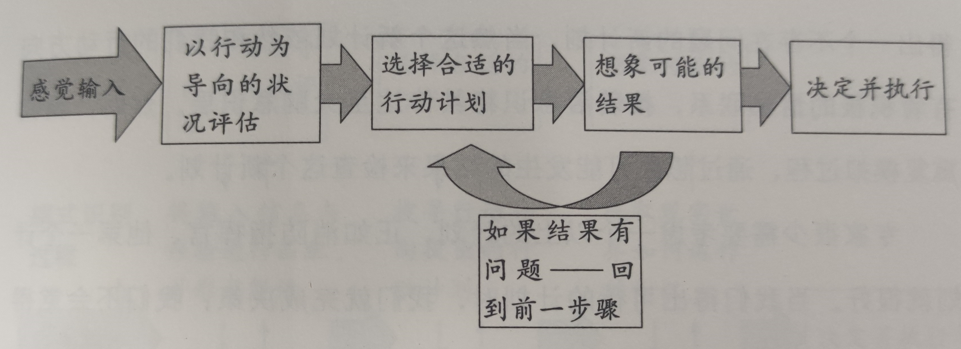 感觉输入
以行动为
导向的状
况评估
选择合适的
行动计划
想象可能的
结果
决定并执行
如果结果有
问题——回
到前一步骤